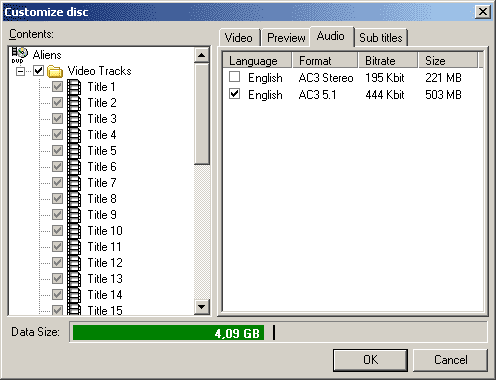 Customize disc
Contents:
Video Preview Audio Sub titles
DVD Aliens
Video Tracks
Title 1
Title 2
Title 3
Title 4
Title 5
Title 6
Title 7
Title 8
Title 9
Title 10
Title 11
Title 12
Title 13
Title 14
Title 15
Language Format Bitrate Size
English AC3 Stereo 195 Kbit 221 MB
English AC3 5.1 444 Kbit 503 MB
Data Size: 4,09 GB
OK Cancel